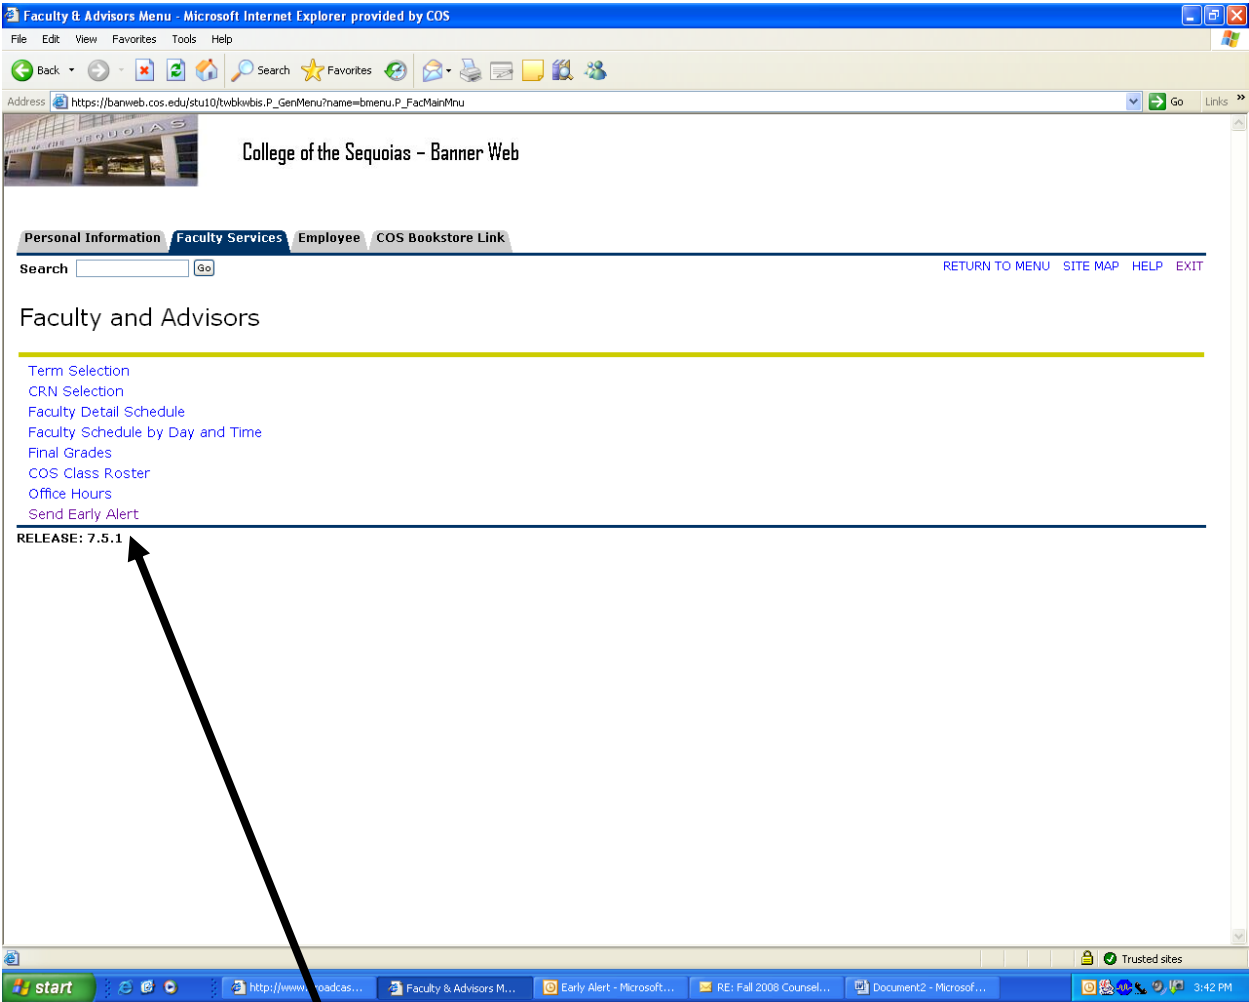 Faculty & Advisors Menu - Microsoft Internet Explorer provided by COS
File Edit View Favorites Tools Help
Back Search Favorites
Address https://banweb.cos.edu/stu10/twbkwbis.P_GenMenu?name=bmenu.P_FacMainMnu Go Links »
College of the Sequoias – Banner Web
Personal Information Faculty Services Employee COS Bookstore Link
Search Go RETURN TO MENU SITE MAP HELP EXIT
Faculty and Advisors
Term Selection
CRN Selection
Faculty Detail Schedule
Faculty Schedule by Day and Time
Final Grades
COS Class Roster
Office Hours
Send Early Alert
RELEASE: 7.5.1
Trusted sites
start Faculty & Advisors M... Early Alert - Microsoft... RE: Fall 2008 Counsel... Document2 - Microsof... 3:42 PM